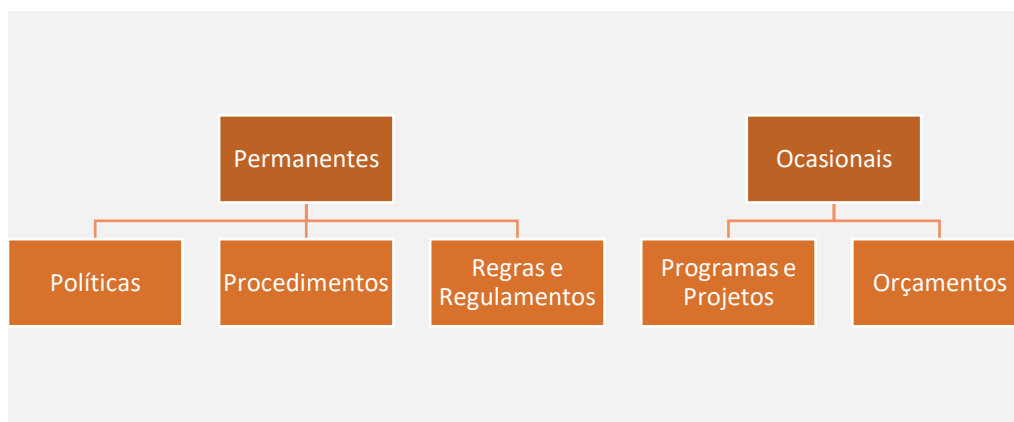 Permanentes
Ocasionais
Políticas
Procedimentos
Regras e
Regulamentos
Programas e
Projetos
Orçamentos